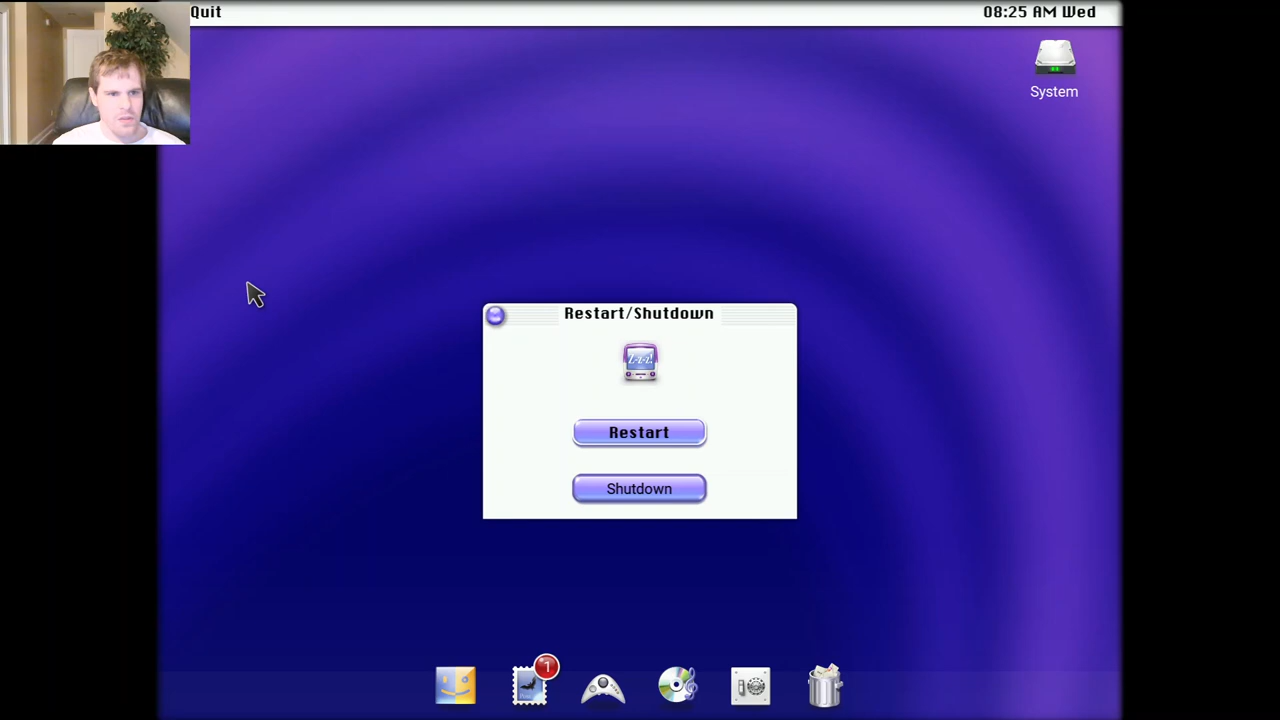 Quit
08:25 AM Wed
System
Restart/Shutdown
Z-z-z!
Restart
Shutdown
1